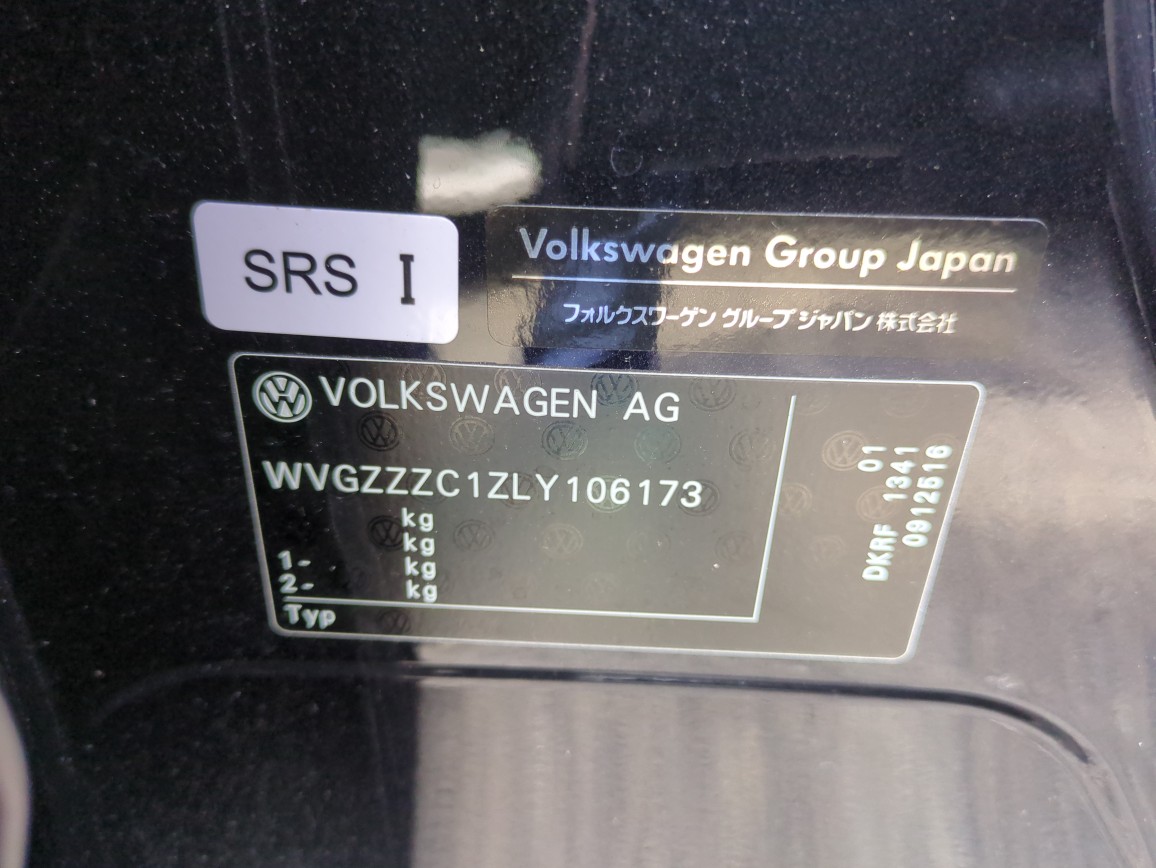 SRS I
Volkswagen Group Japan
フォルクスワーゲン グループ ジャパン 株式会社
VOLKSWAGEN AG
WVGZZZC1ZLY106173
kg
kg
1- kg
2- kg
Typ
01
DKRF 1341
0912516